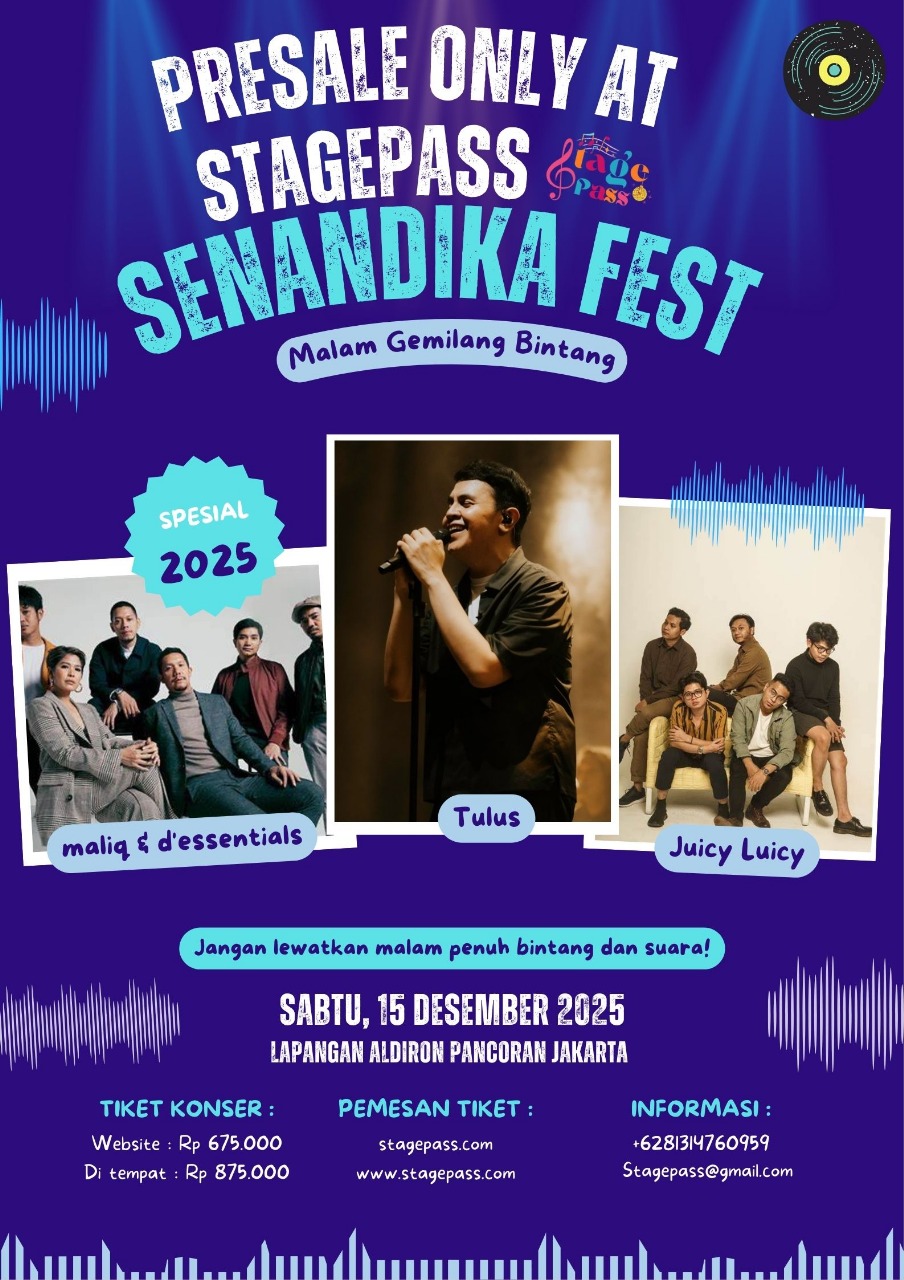 PRESALE ONLY AT
STAGEPASS
Stage
Pass
SENANDIKA FEST
Malam Gemilang Bintang
SPESIAL
2025
maliq & d'essentials
Tulus
Juicy Luicy
Jangan lewatkan malam penuh bintang dan suara!
SABTU, 15 DESEMBER 2025
LAPANGAN ALDIRON PANCORAN JAKARTA
TIKET KONSER :
Website : Rp 675.000
Di tempat : Rp 875.000
PEMESAN TIKET :
stagepass.com
www.stagepass.com
INFORMASI :
+6281314760959
Stagepass@gmail.com